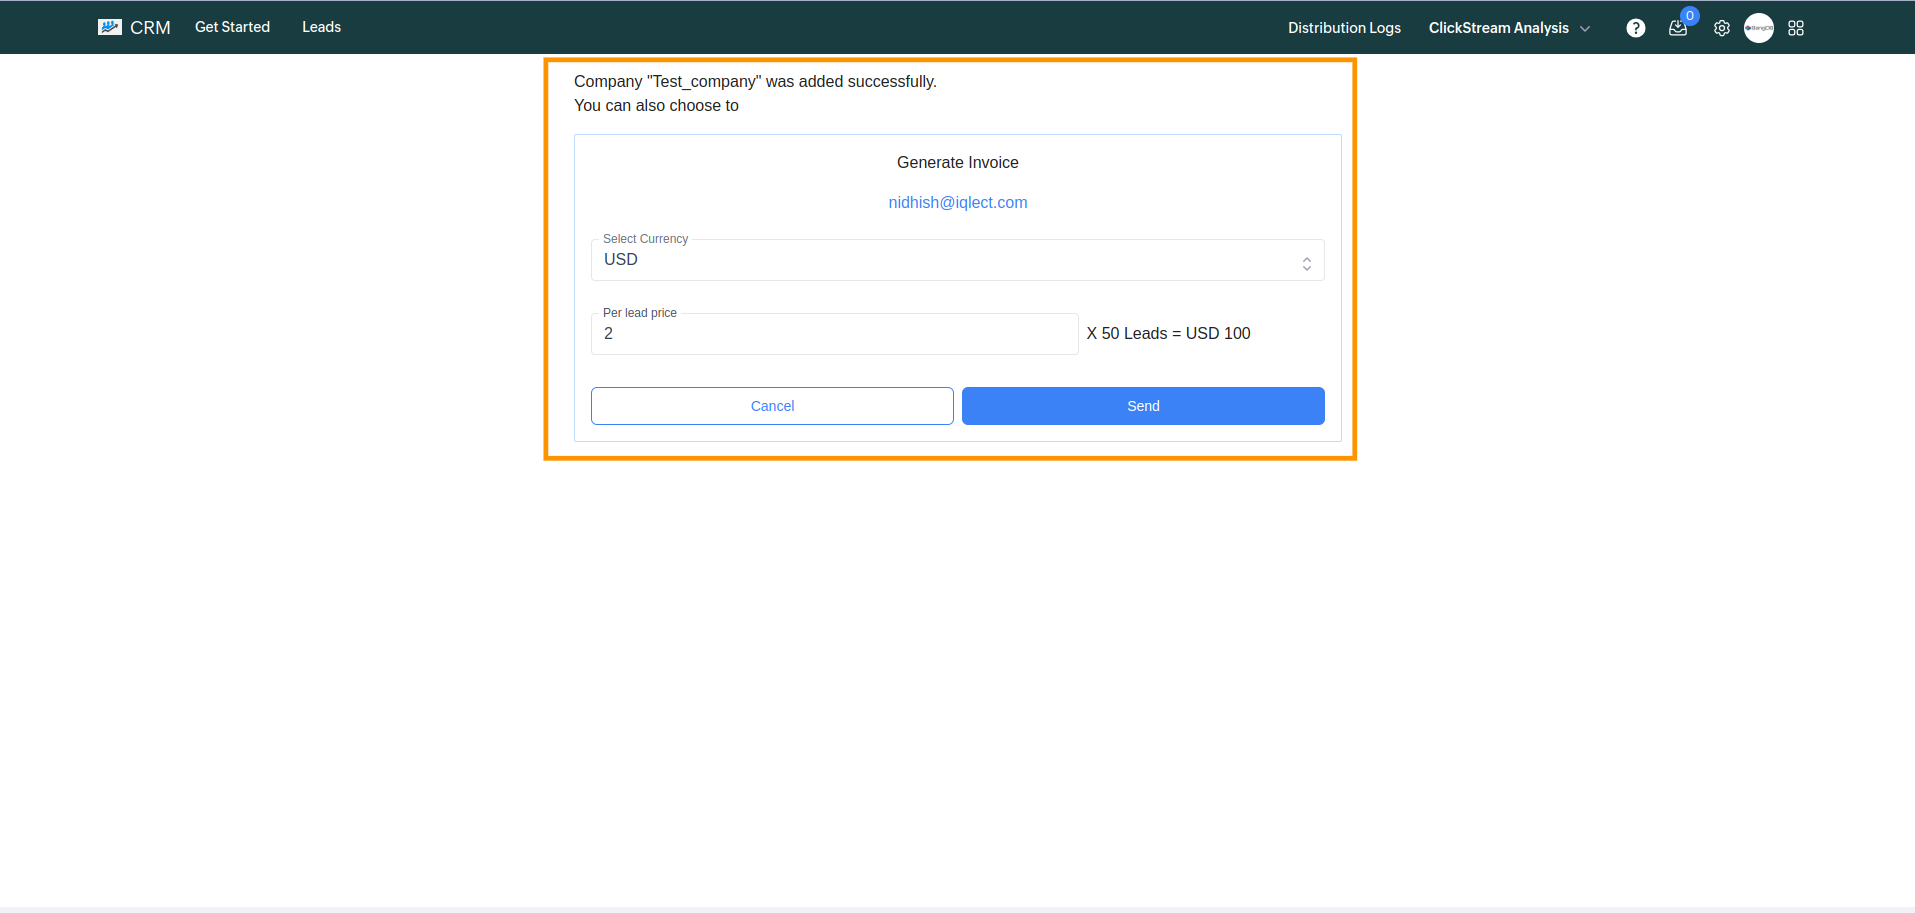 CRM Get Started Leads Distribution Logs ClickStream Analysis ? 0
Company "Test_company" was added successfully.
You can also choose to
Generate Invoice
nidhish@iqlect.com
Select Currency
USD
Per lead price
2 X 50 Leads = USD 100
Cancel Send